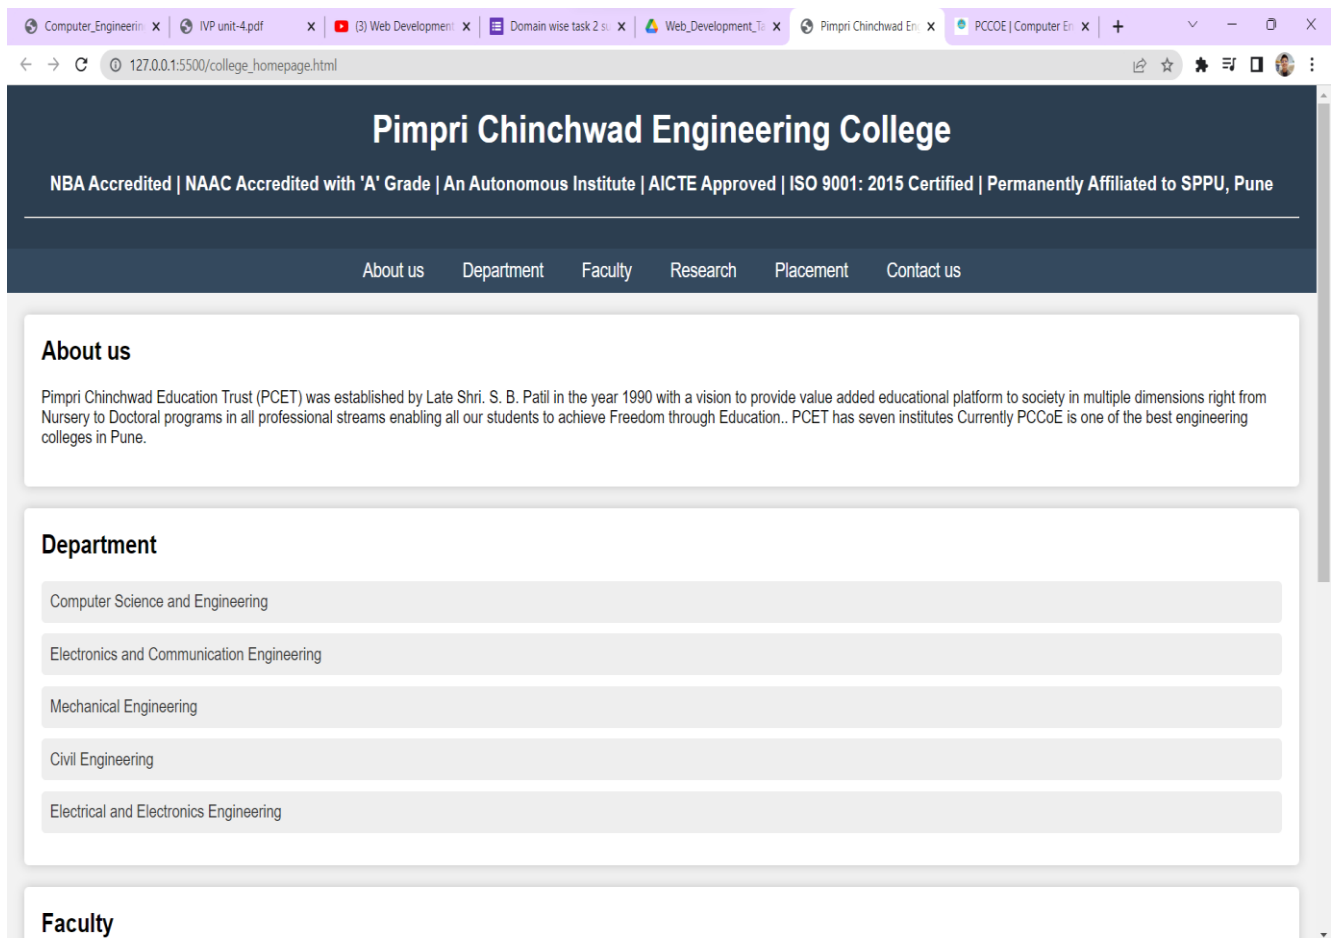 Computer_Engineerin
IVP unit-4.pdf
(3) Web Development
Domain wise task 2 su
Web_Development_Ta
Pimpri Chinchwad Eng
PCCOE | Computer En
127.0.0.1:5500/college_homepage.html
Pimpri Chinchwad Engineering College
NBA Accredited | NAAC Accredited with 'A' Grade | An Autonomous Institute | AICTE Approved | ISO 9001: 2015 Certified | Permanently Affiliated to SPPU, Pune
About us Department Faculty Research Placement Contact us
About us
Pimpri Chinchwad Education Trust (PCET) was established by Late Shri. S. B. Patil in the year 1990 with a vision to provide value added educational platform to society in multiple dimensions right from
Nursery to Doctoral programs in all professional streams enabling all our students to achieve Freedom through Education.. PCET has seven institutes Currently PCCoE is one of the best engineering
colleges in Pune.
Department
Computer Science and Engineering
Electronics and Communication Engineering
Mechanical Engineering
Civil Engineering
Electrical and Electronics Engineering
Faculty